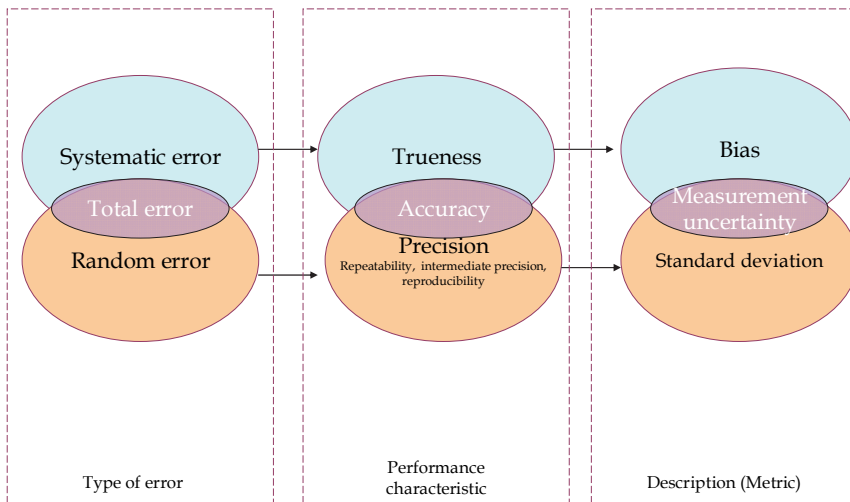 Systematic error
Total error
Random error
Type of error
Trueness
Accuracy
Precision
Repeatability, intermediate precision,
reproducibility
Performance
characteristic
Bias
Measurement
uncertainty
Standard deviation
Description (Metric)